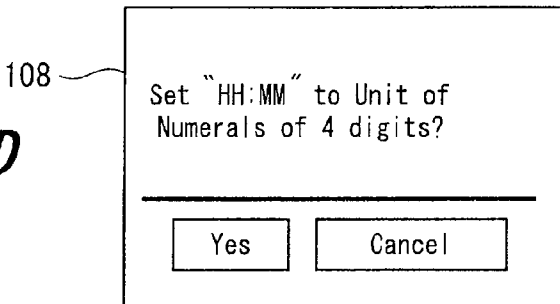 108
Set "HH:MM" to Unit of
Numerals of 4 digits?
Yes
Cancel
D